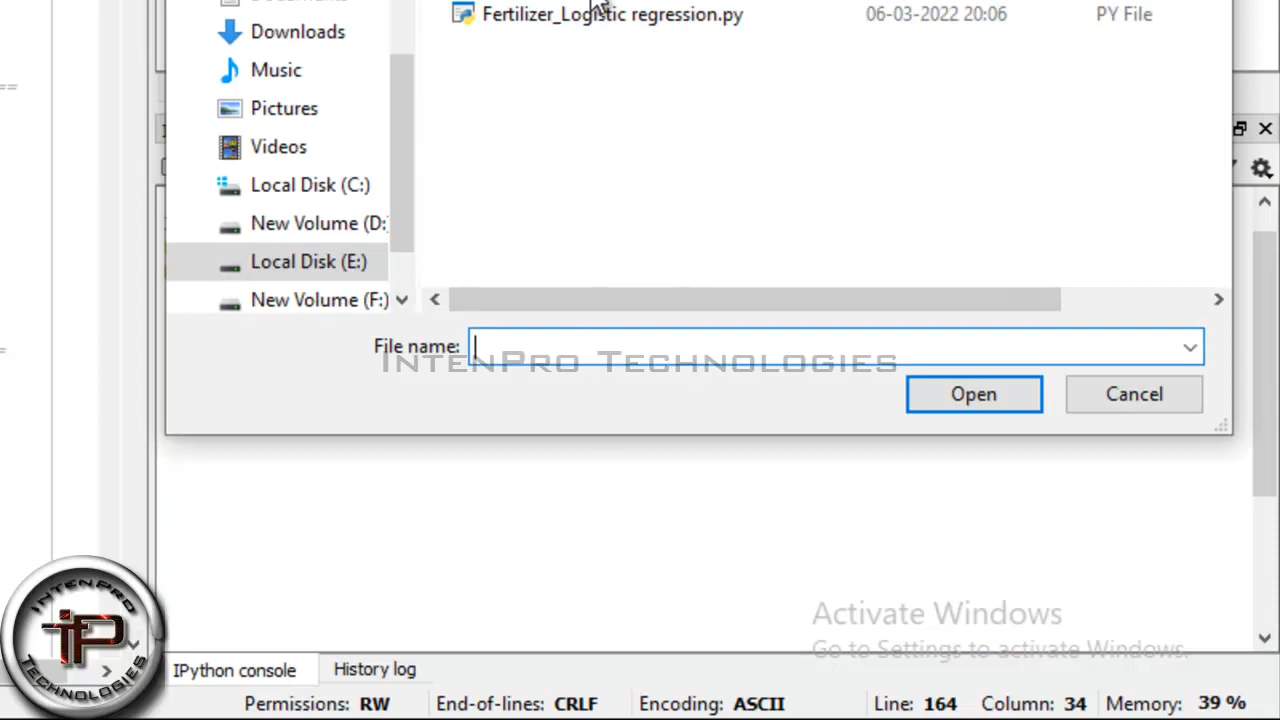 Fertilizer_Logistic regression.py 06-03-2022 20:06 PY File
Downloads
Music
Pictures
Videos
Local Disk (C:)
New Volume (D:
Local Disk (E:)
New Volume (F:)
File name:
IntenPro Technologies
Open Cancel
Activate Windows
Go to Settings to activate Windows.
INTENPRO
iP
TECHNOLOGIES
IPython console History log
Permissions: RW End-of-lines: CRLF Encoding: ASCII Line: 164 Column: 34 Memory: 39 %